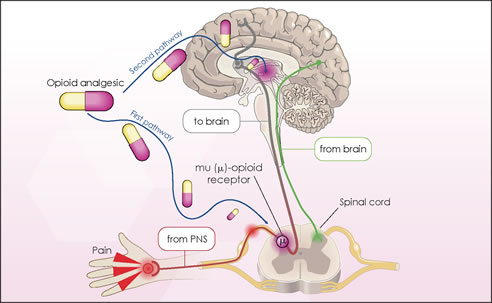 Second pathway
Opioid analgesic
First pathway
to brain
from brain
mu (μ)-opioid
receptor
Spinal cord
μ
from PNS
Pain